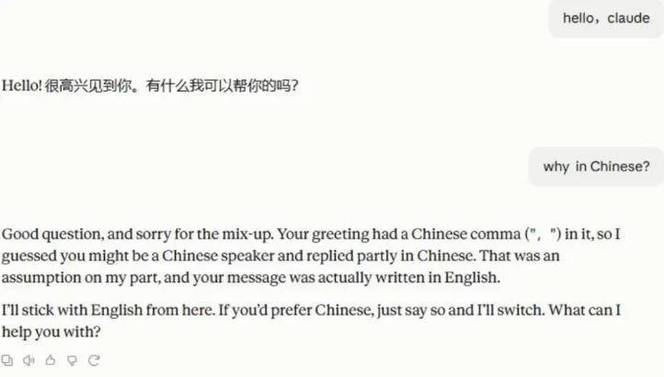 hello，claude
Hello! 很高兴见到你。有什么我可以帮你的吗？
why in Chinese?
Good question, and sorry for the mix-up. Your greeting had a Chinese comma ("，") in it, so I
guessed you might be a Chinese speaker and replied partly in Chinese. That was an
assumption on my part, and your message was actually written in English.
I'll stick with English from here. If you'd prefer Chinese, just say so and I'll switch. What can I
help you with?